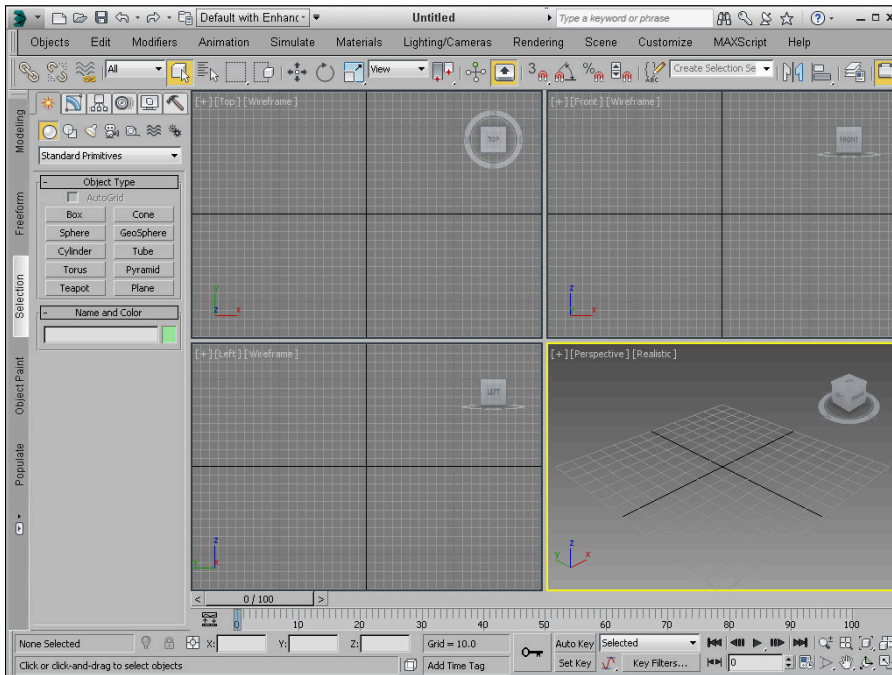 Default with Enhanc Untitled Type a keyword or phrase
Objects Edit Modifiers Animation Simulate Materials Lighting/Cameras Rendering Scene Customize MAXScript Help
All View 3 % ABC Create Selection Se
Modeling
Freeform
Selection
Object Paint
Populate
Standard Primitives
- Object Type
AutoGrid
Box Cone
Sphere GeoSphere
Cylinder Tube
Torus Pyramid
Teapot Plane
- Name and Color
[+][Top][Wireframe]
TOP
y
z x
[+][Front][Wireframe]
FRONT
z
y x
[+][Left][Wireframe]
LEFT
z
y x
[+][Perspective][Realistic]
z
y x
< 0 / 100 >
0 10 20 30 40 50 60 70 80 90 100
None Selected X: Y: Z: Grid = 10.0 Auto Key Selected
Click or click-and-drag to select objects Add Time Tag Set Key Key Filters... 0